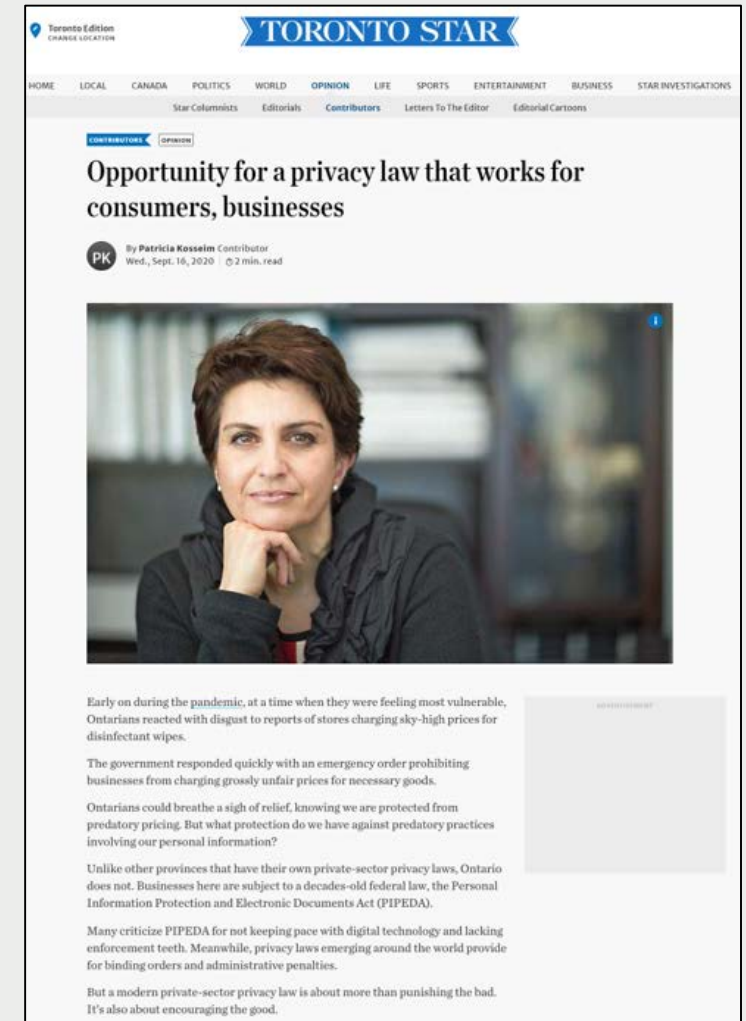 Toronto Edition
CHANGE LOCATION
TORONTO STAR
HOME LOCAL CANADA POLITICS WORLD OPINION LIFE SPORTS ENTERTAINMENT BUSINESS STAR INVESTIGATIONS
Star Columnists Editorials Contributors Letters To The Editor Editorial Cartoons
CONTRIBUTORS OPINION
Opportunity for a privacy law that works for
consumers, businesses
PK
By Patricia Kosseim Contributor
Wed., Sept. 16, 2020 2 min. read
i
Early on during the pandemic, at a time when they were feeling most vulnerable,
Ontarians reacted with disgust to reports of stores charging sky-high prices for
disinfectant wipes.
ADVERTISEMENT
The government responded quickly with an emergency order prohibiting
businesses from charging grossly unfair prices for necessary goods.
Ontarians could breathe a sigh of relief, knowing we are protected from
predatory pricing. But what protection do we have against predatory practices
involving our personal information?
Unlike other provinces that have their own private-sector privacy laws, Ontario
does not. Businesses here are subject to a decades-old federal law, the Personal
Information Protection and Electronic Documents Act (PIPEDA).
Many criticize PIPEDA for not keeping pace with digital technology and lacking
enforcement teeth. Meanwhile, privacy laws emerging around the world provide
for binding orders and administrative penalties.
But a modern private-sector privacy law is about more than punishing the bad.
It's also about encouraging the good.